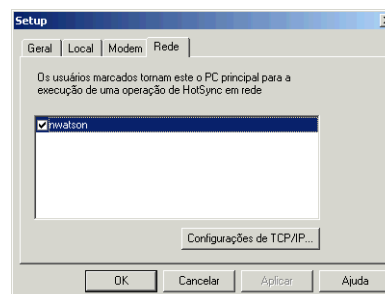 Setup
Geral Local Modem Rede
Os usuários marcados tornam este o PC principal para a
execução de uma operação de HotSync em rede
nwatson
Configurações de TCP/IP...
OK Cancelar Aplicar Ajuda